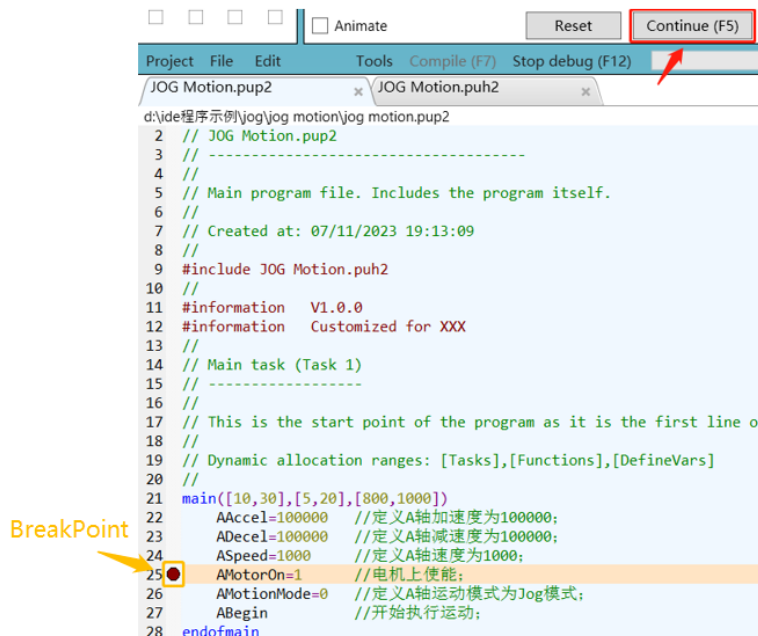 Animate Reset Continue (F5)
Project File Edit Tools Compile (F7) Stop debug (F12)
JOG Motion.pup2 × JOG Motion.puh2 ×
d:\ide程序示例\jog\jog motion\jog motion.pup2
2 // JOG Motion.pup2
3 // -------------------------------------
4 //
5 // Main program file. Includes the program itself.
6 //
7 // Created at: 07/11/2023 19:13:09
8 //
9 #include JOG Motion.puh2
10 //
11 #information V1.0.0
12 #information Customized for XXX
13 //
14 // Main task (Task 1)
15 // ------------------
16 //
17 // This is the start point of the program as it is the first line o
18 //
19 // Dynamic allocation ranges: [Tasks],[Functions],[DefineVars]
20 //
21 main([10,30],[5,20],[800,1000])
22 AAccel=100000 //定义A轴加速度为100000;
23 ADecel=100000 //定义A轴减速度为100000;
24 ASpeed=1000 //定义A轴速度为1000;
BreakPoint
25 AMotorOn=1 //电机上使能;
26 AMotionMode=0 //定义A轴运动模式为Jog模式;
27 ABegin //开始执行运动;
28 endofmain